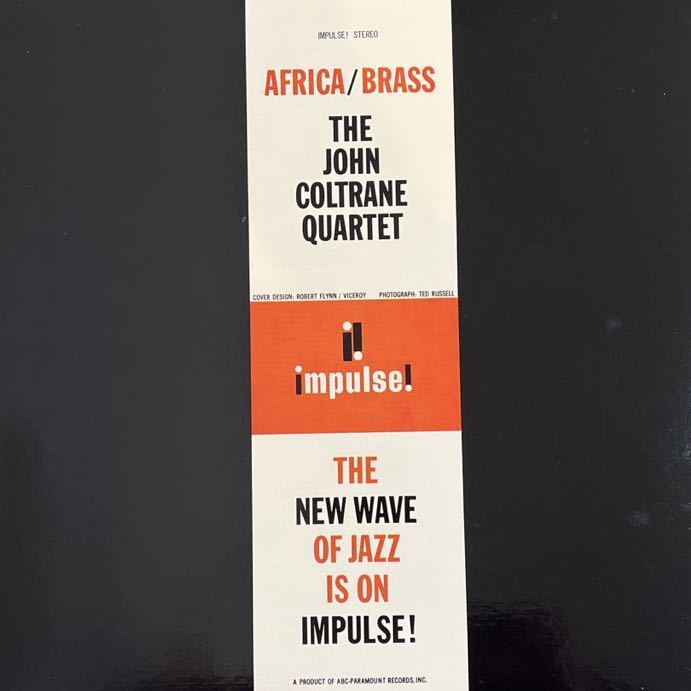 IMPULSE! STEREO
AFRICA/BRASS
THE
JOHN
COLTRANE
QUARTET
COVER DESIGN: ROBERT FLYNN / VICEROY PHOTOGRAPH: TED RUSSELL
i!
impulse!
THE
NEW WAVE
OF JAZZ
IS ON
IMPULSE!
A PRODUCT OF ABC-PARAMOUNT RECORDS, INC.